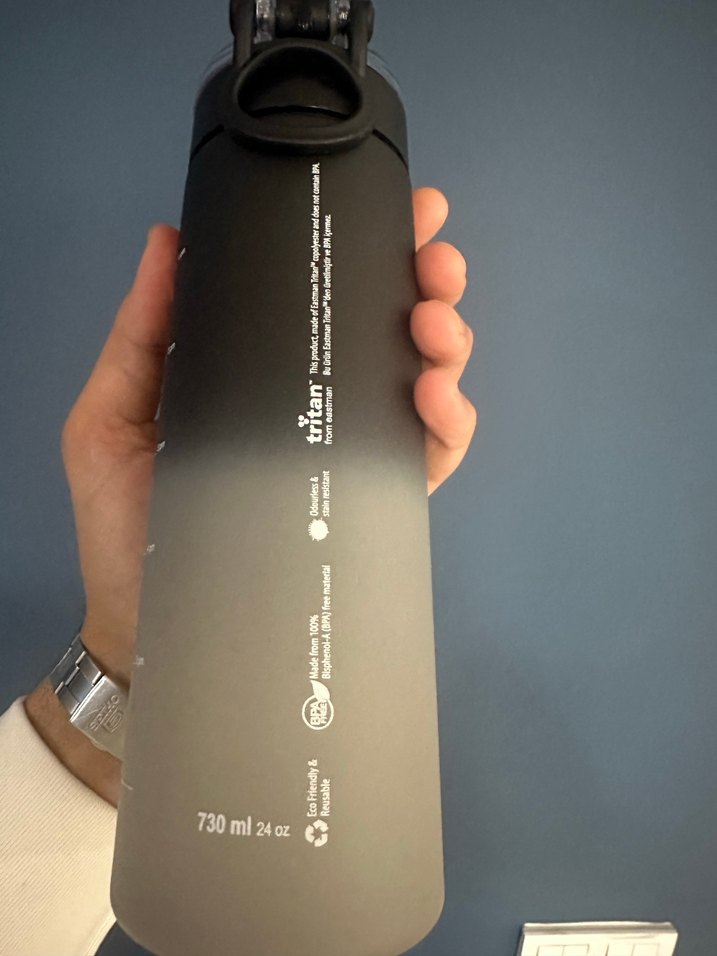 This product, made of Eastman Tritan™ copolyester and does not contain BPA.
Bu ürün Eastman Tritan™'den üretilmiştir ve BPA içermez.
tritan™
from eastman
Odourless &
stain resistant
Made from 100%
Bisphenol-A (BPA) free material
BPA
FREE
Eco Friendly &
Reusable
730 ml 24 oz